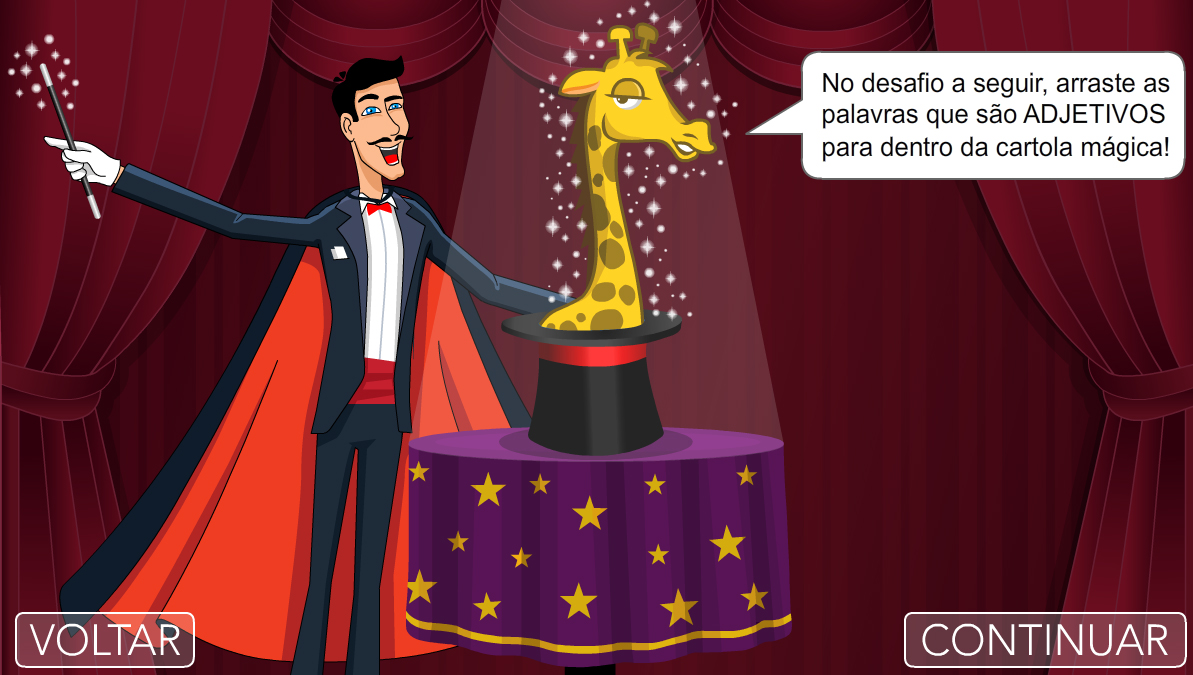 No desafio a seguir, arraste as
palavras que são ADJETIVOS
para dentro da cartola mágica!
VOLTAR
CONTINUAR